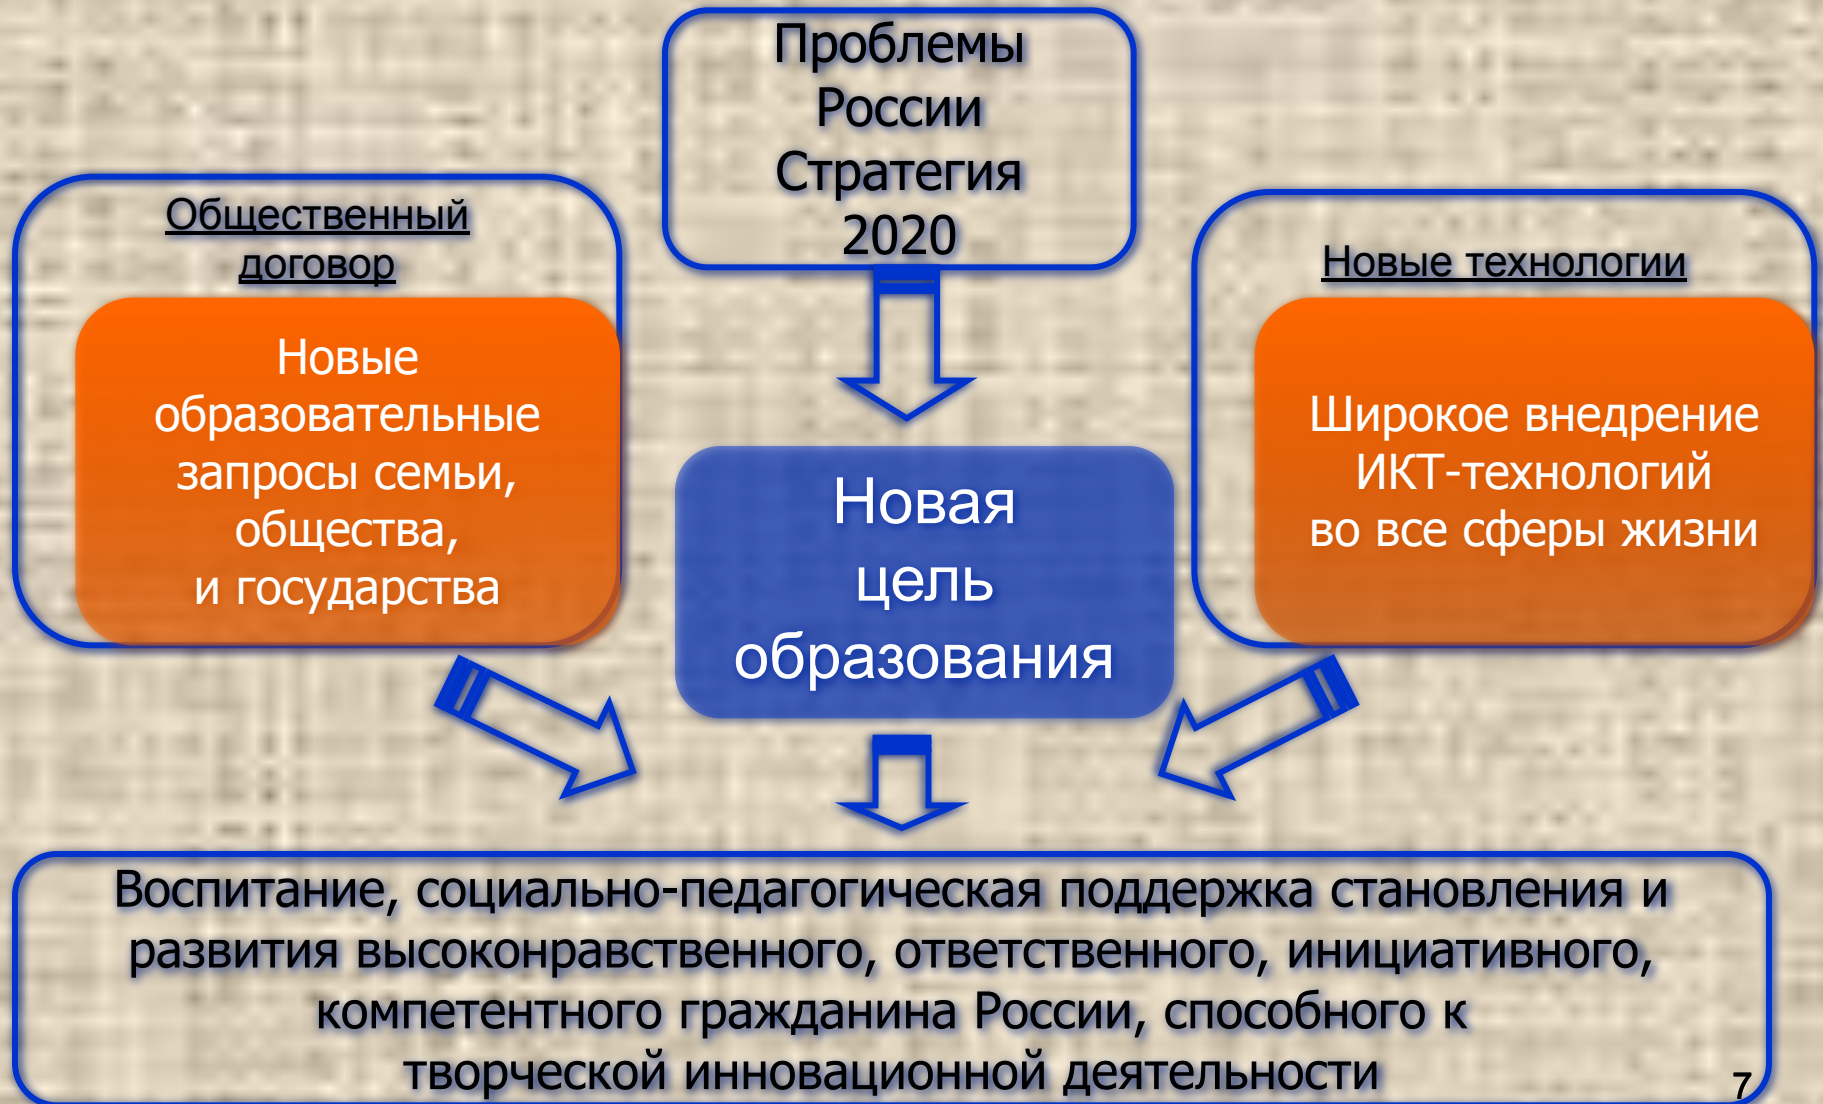 Проблемы
России
Стратегия
2020
Общественный
договор
Новые
образовательные
запросы семьи,
общества,
и государства
Новые технологии
Широкое внедрение
ИКТ-технологий
во все сферы жизни
Новая
цель
образования
Воспитание, социально-педагогическая поддержка становления и
развития высоконравственного, ответственного, инициативного,
компетентного гражданина России, способного к
творческой инновационной деятельности
7